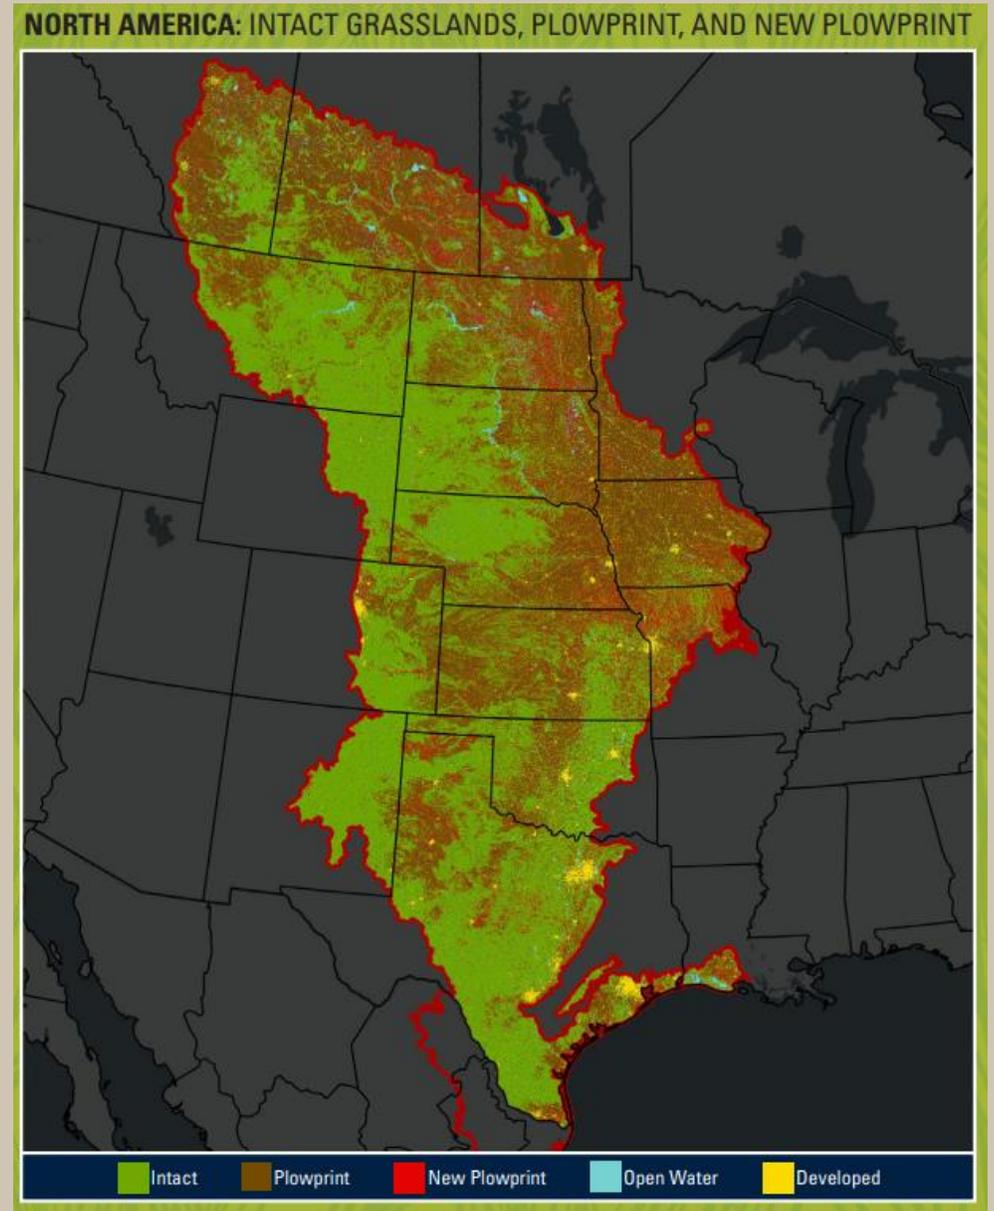 NORTH AMERICA: INTACT GRASSLANDS, PLOWPRINT, AND NEW PLOWPRINT
Intact Plowprint New Plowprint Open Water Developed